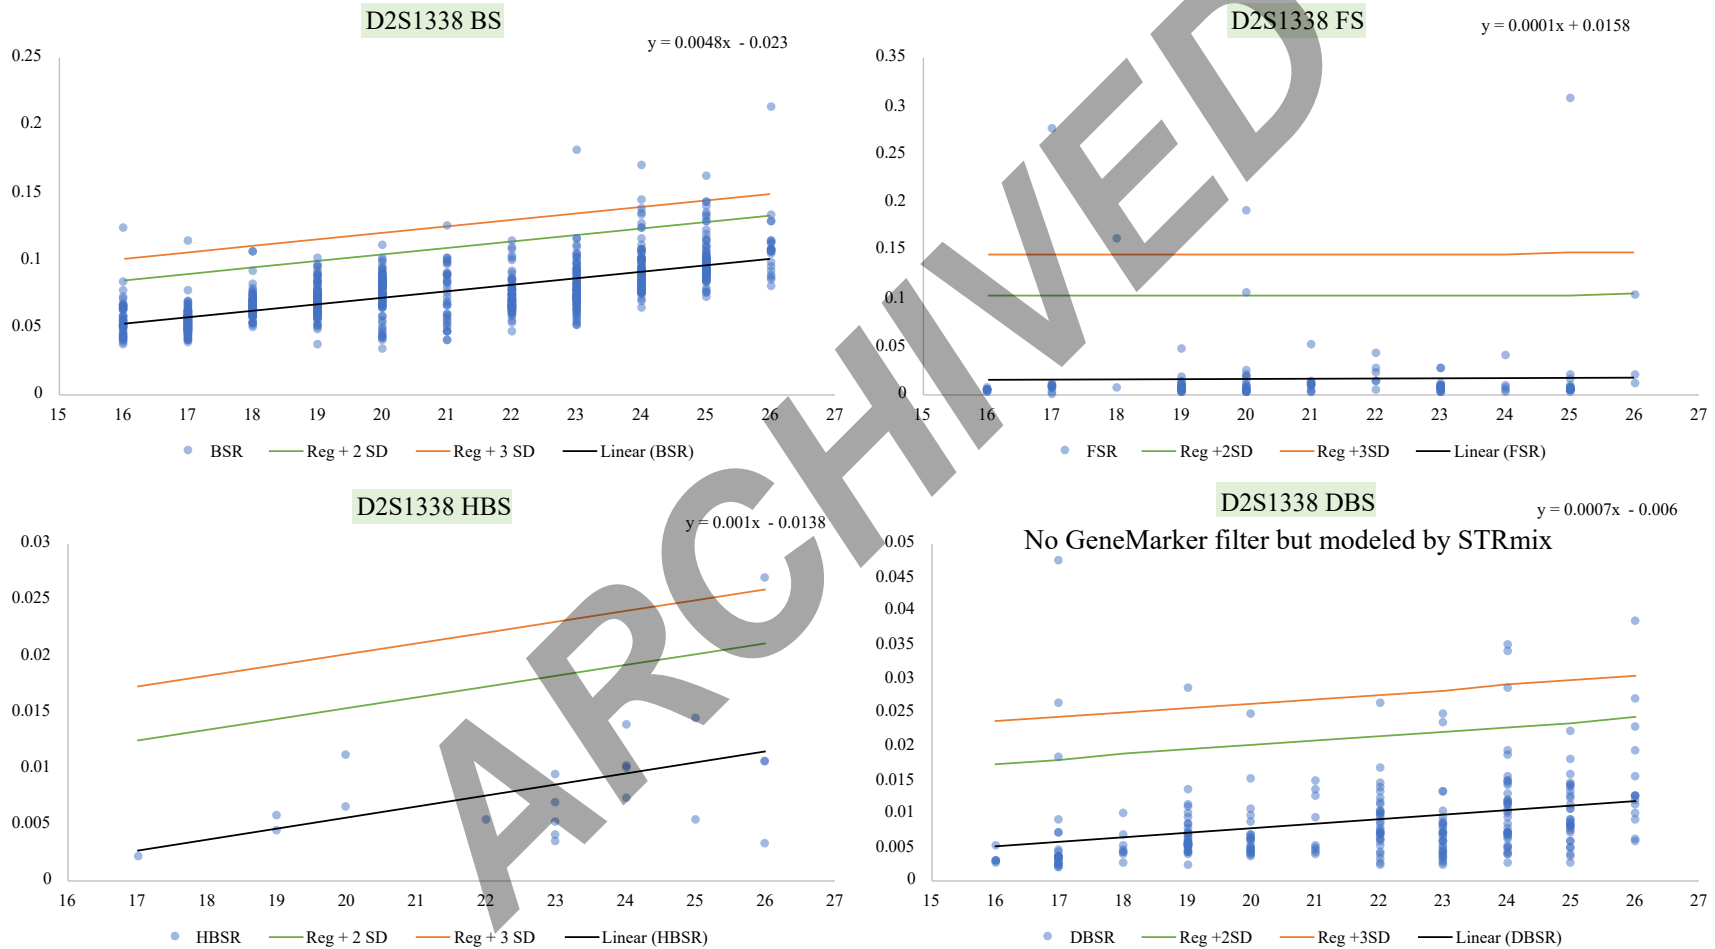 D2S1338 BS
y = 0.0048x - 0.023
0.25
0.2
0.15
0.1
0.05
0
15 16 17 18 19 20 21 22 23 24 25 26 27
BSR Reg + 2 SD Reg + 3 SD Linear (BSR)
D2S1338 FS
y = 0.0001x + 0.0158
0.35
0.3
0.25
0.2
0.15
0.1
0.05
0
15 16 17 18 19 20 21 22 23 24 25 26 27
FSR Reg +2SD Reg +3SD Linear (FSR)
D2S1338 HBS
y = 0.001x - 0.0138
0.03
0.025
0.02
0.015
0.01
0.005
0
16 17 18 19 20 21 22 23 24 25 26 27
HBSR Reg + 2 SD Reg + 3 SD Linear (HBSR)
D2S1338 DBS
y = 0.0007x - 0.006
No GeneMarker filter but modeled by STRmix
0.05
0.045
0.04
0.035
0.03
0.025
0.02
0.015
0.01
0.005
0
15 16 17 18 19 20 21 22 23 24 25 26 27
DBSR Reg +2SD Reg +3SD Linear (DBSR)
ARCHIVED